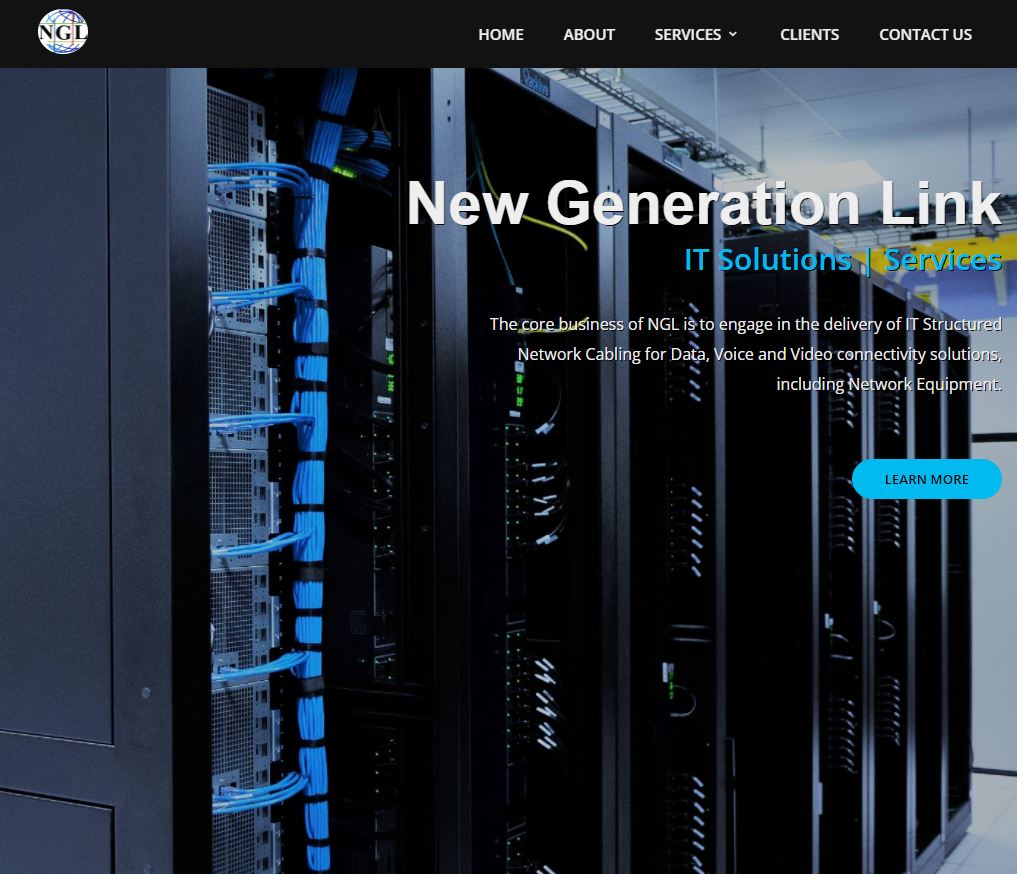 NGL
HOME ABOUT SERVICES CLIENTS CONTACT US
New Generation Link
IT Solutions | Services
The core business of NGL is to engage in the delivery of IT Structured
Network Cabling for Data, Voice and Video connectivity solutions,
including Network Equipment.
LEARN MORE